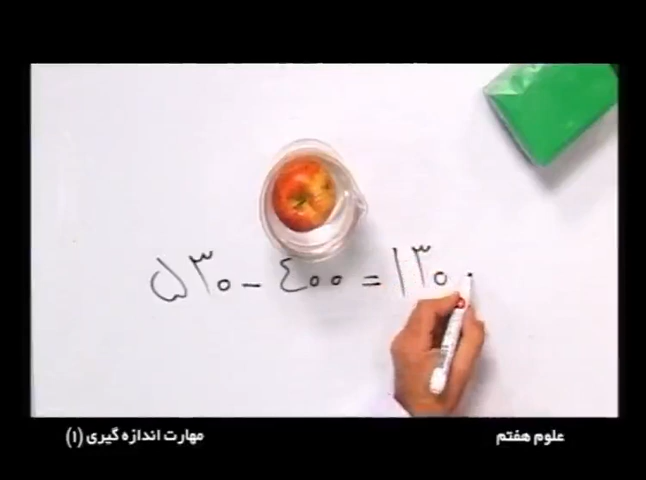 ۵۳۰ - ۴۰۰ = ۱۳۰
علوم هفتم
مهارت اندازه گیری (۱)